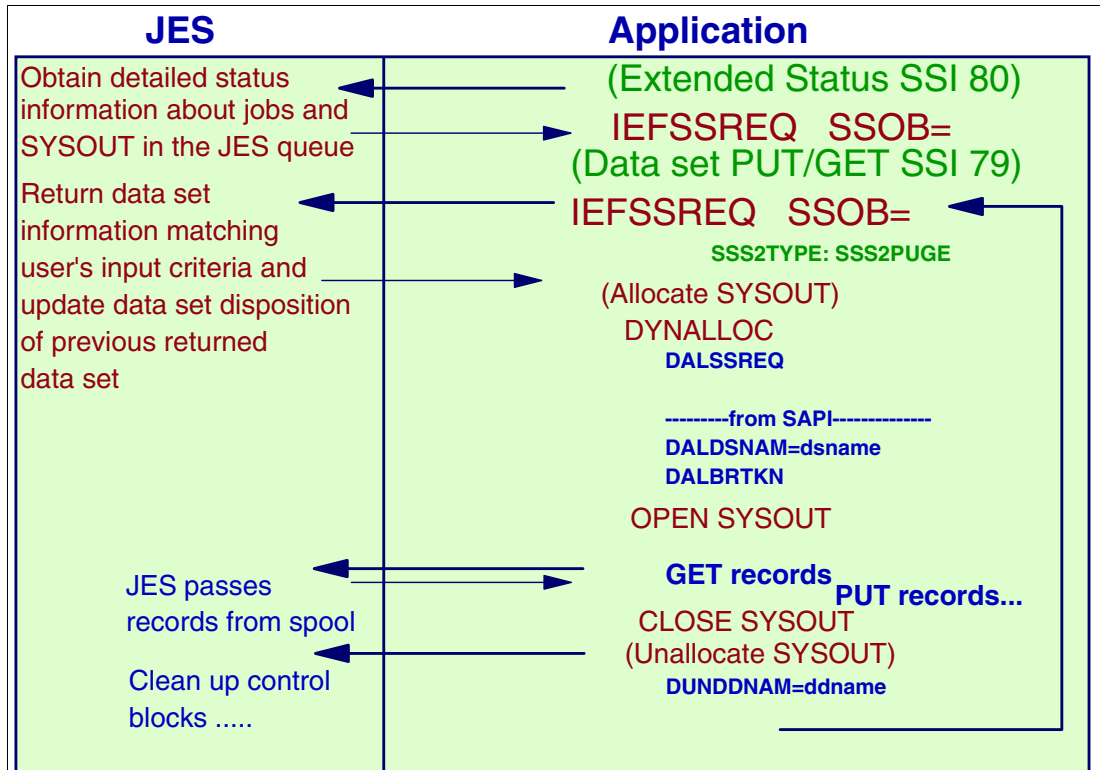 JES
Application
Obtain detailed status
information about jobs and
SYSOUT in the JES queue
Return data set
information matching
user's input criteria and
update data set disposition
of previous returned
data set
JES passes
records from spool
Clean up control
blocks .....
(Extended Status SSI 80)
IEFSSREQ SSOB=
(Data set PUT/GET SSI 79)
IEFSSREQ SSOB=
SSS2TYPE: SSS2PUGE
(Allocate SYSOUT)
DYNALLOC
DALSSREQ
---------from SAPI--------------
DALDSNAM=dsname
DALBRTKN
OPEN SYSOUT
GET records
PUT records...
CLOSE SYSOUT
(Unallocate SYSOUT)
DUNDDNAM=ddname